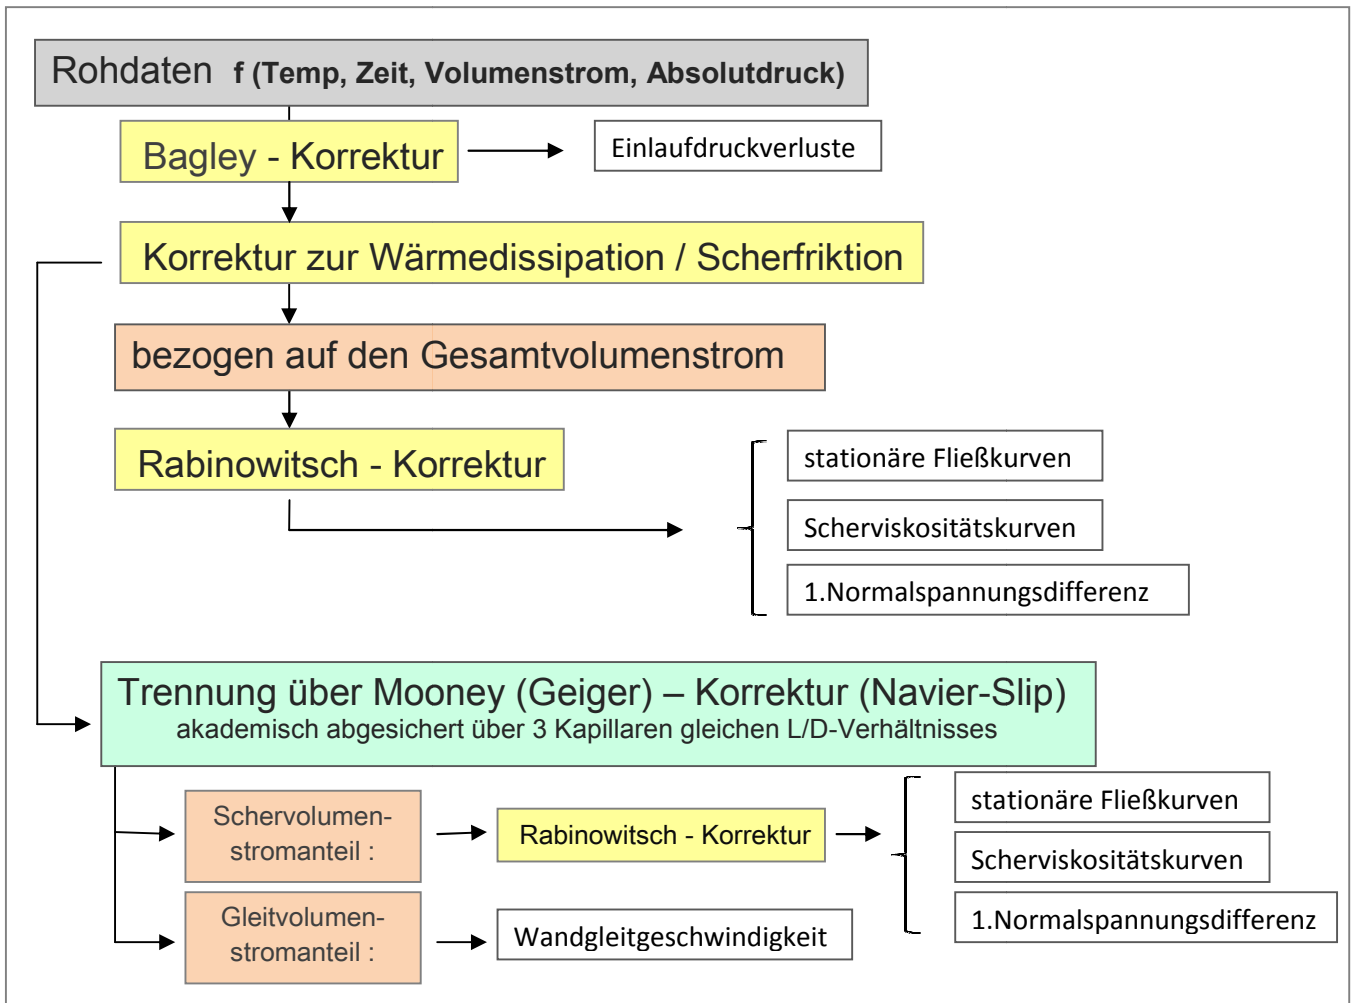 Rohdaten f (Temp, Zeit, Volumenstrom, Absolutdruck)
Bagley - Korrektur
Einlaufdruckverluste
Korrektur zur Wärmedissipation / Scherfriktion
bezogen auf den Gesamtvolumenstrom
Rabinowitsch - Korrektur
stationäre Fließkurven
Scherviskositätskurven
1.Normalspannungsdifferenz
Trennung über Mooney (Geiger) – Korrektur (Navier-Slip)
akademisch abgesichert über 3 Kapillaren gleichen L/D-Verhältnisses
Schervolumen-
stromanteil :
Rabinowitsch - Korrektur
stationäre Fließkurven
Scherviskositätskurven
1.Normalspannungsdifferenz
Gleitvolumen-
stromanteil :
Wandgleitgeschwindigkeit